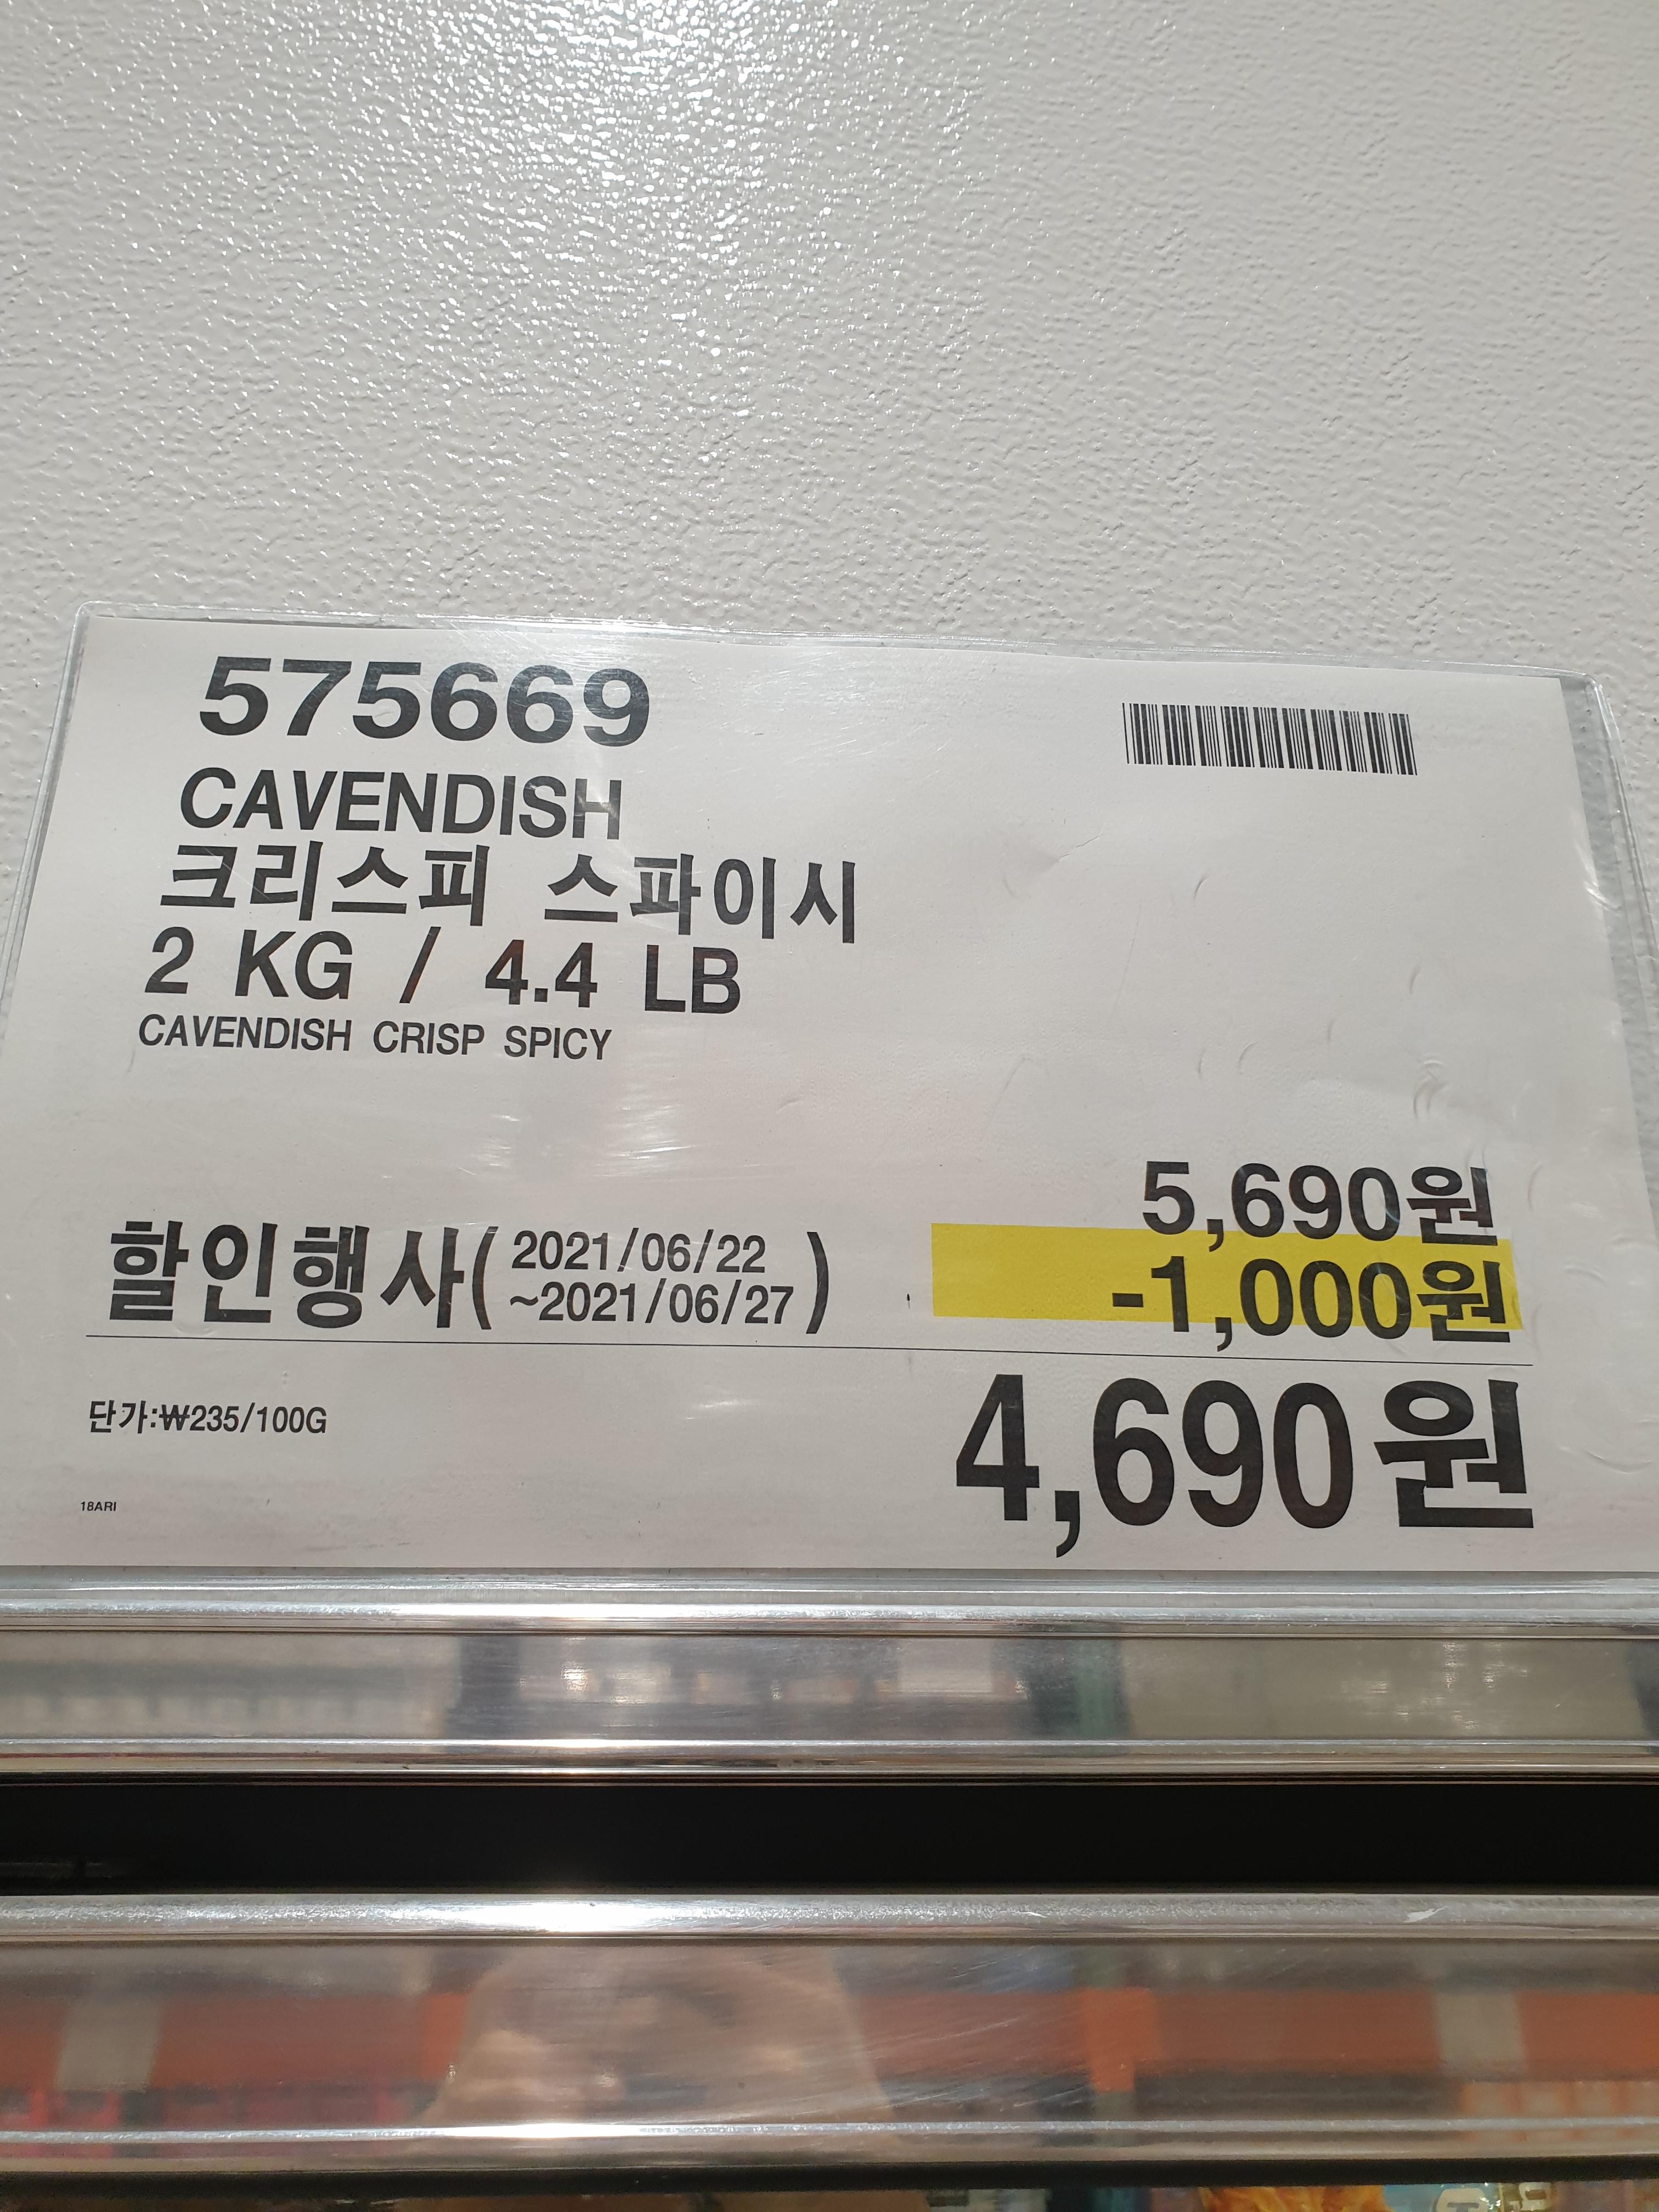 575669
CAVENDISH
크리스피 스파이시
2 KG / 4.4 LB
CAVENDISH CRISP SPICY
5,690원
할인행사( 2021/06/22 ~2021/06/27 ) -1,000원
4,690원
단가:₩235/100G
18ARI